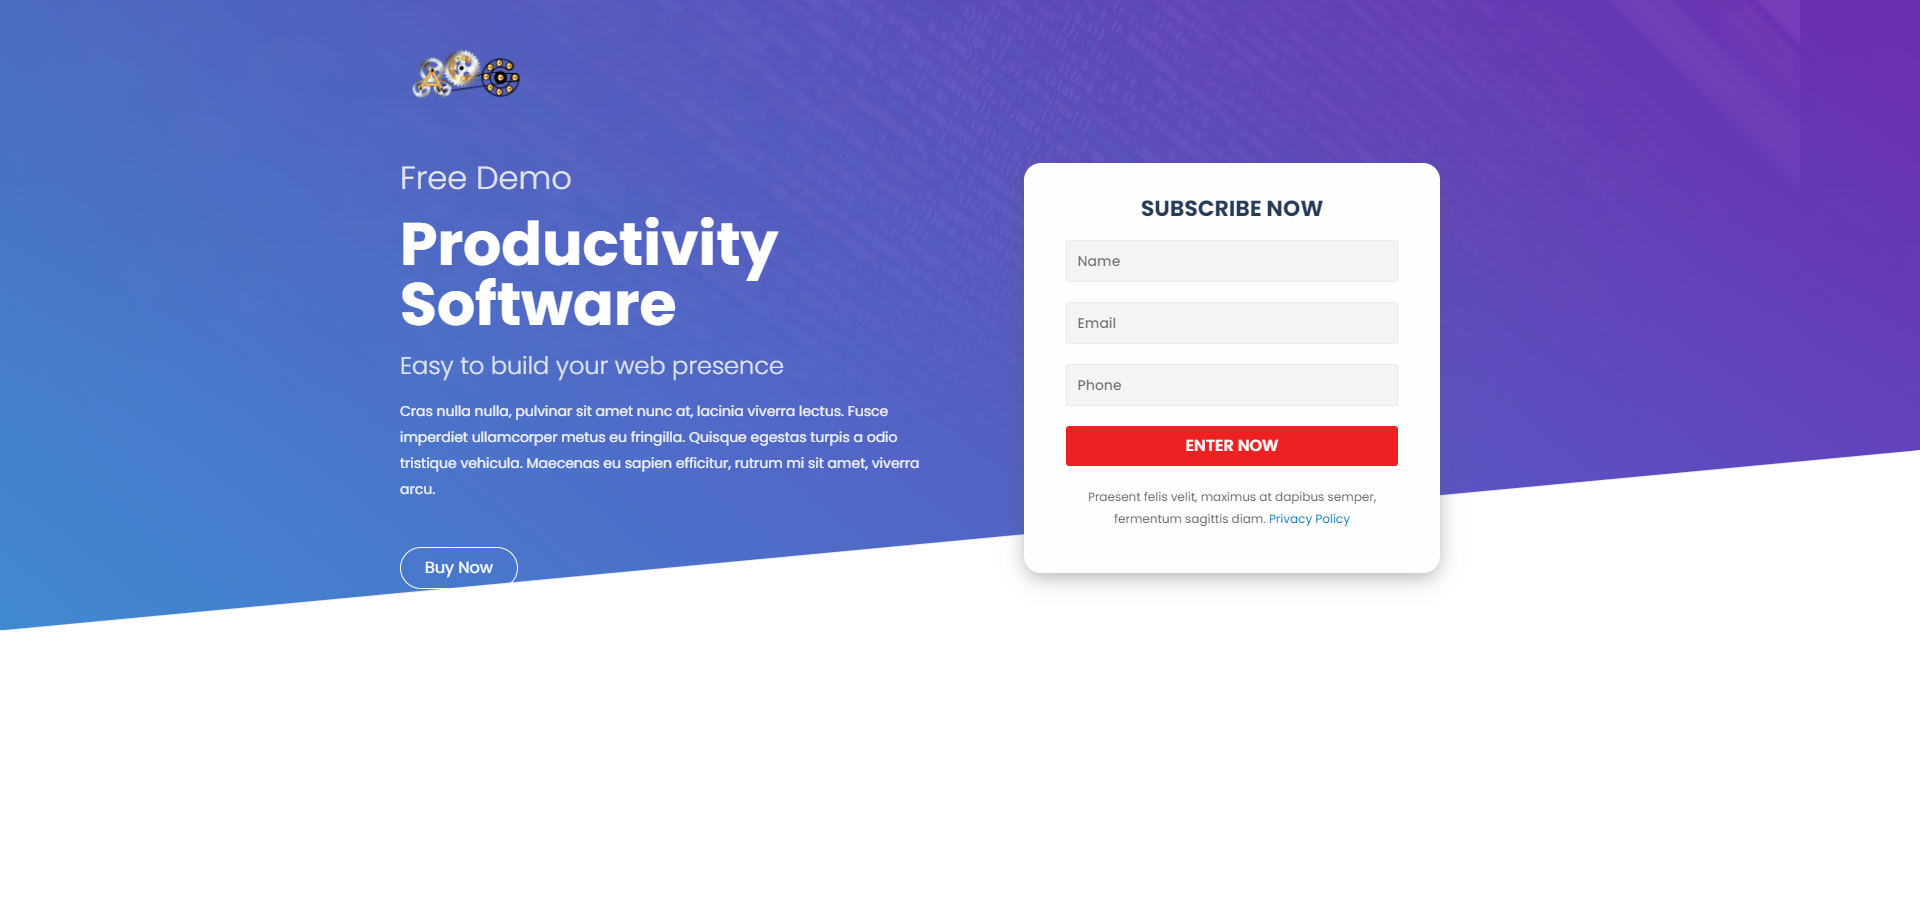 Free Demo
Productivity
Software
Easy to build your web presence
Cras nulla nulla, pulvinar sit amet nunc at, lacinia viverra lectus. Fusce
imperdiet ullamcorper metus eu fringilla. Quisque egestas turpis a odio
tristique vehicula. Maecenas eu sapien efficitur, rutrum mi sit amet, viverra
arcu.
Buy Now
SUBSCRIBE NOW
Name
Email
Phone
ENTER NOW
Praesent felis velit, maximus at dapibus semper,
fermentum sagittis diam. Privacy Policy